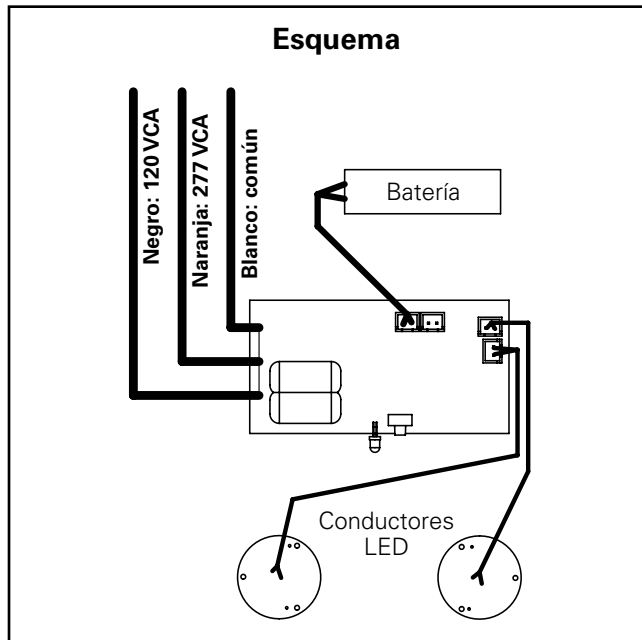 Esquema
Negro: 120 VCA
Naranja: 277 VCA
Blanco: común
Batería
Conductores
LED